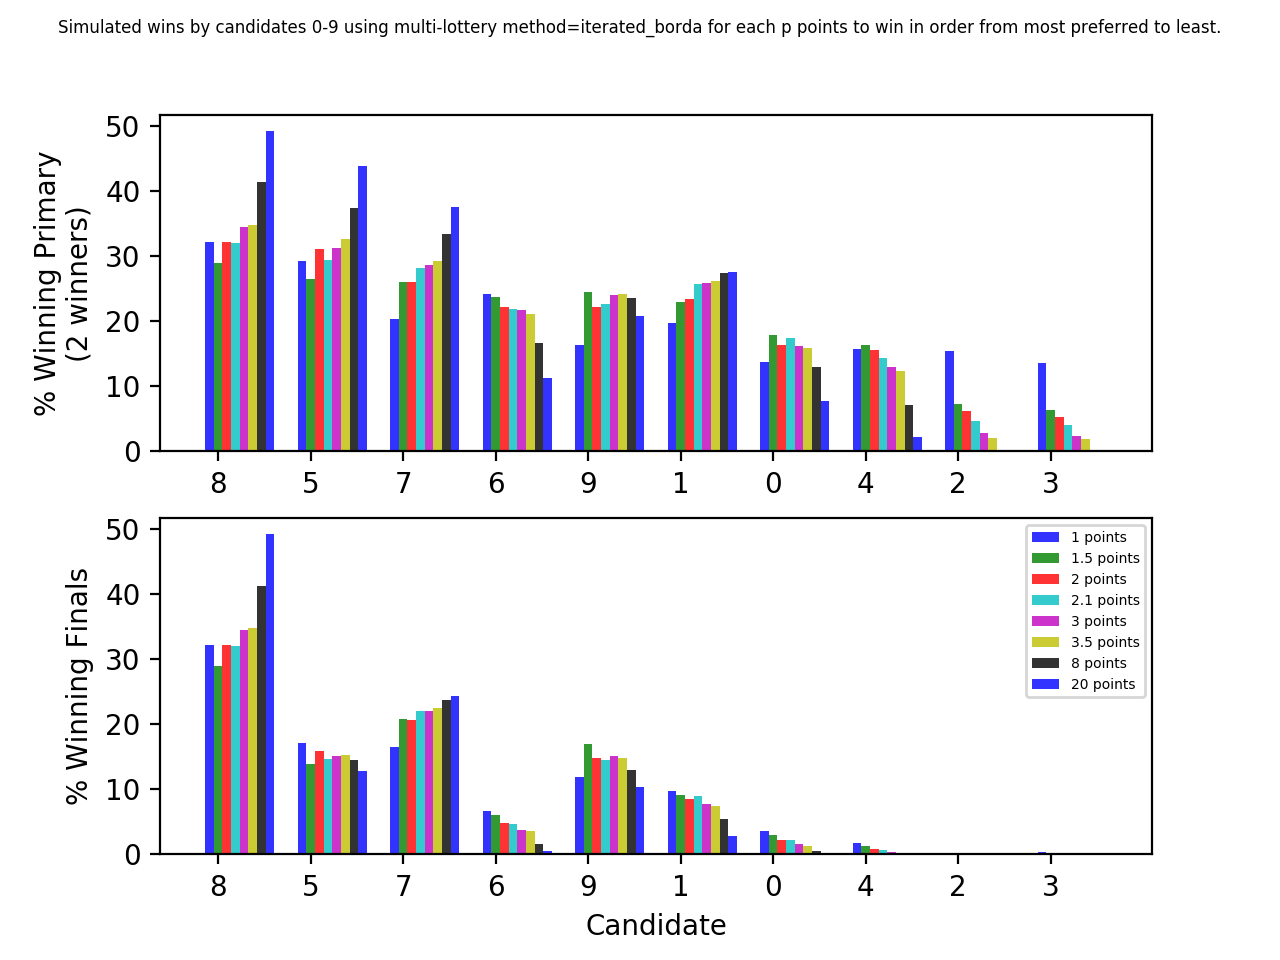 Simulated wins by candidates 0-9 using multi-lottery method=iterated_borda for each p points to win in order from most preferred to least.
% Winning Primary
(2 winners)
50
40
30
20
10
0
8 5 7 6 9 1 0 4 2 3
% Winning Finals
50
40
30
20
10
0
1 points
1.5 points
2 points
2.1 points
3 points
3.5 points
8 points
20 points
8 5 7 6 9 1 0 4 2 3
Candidate